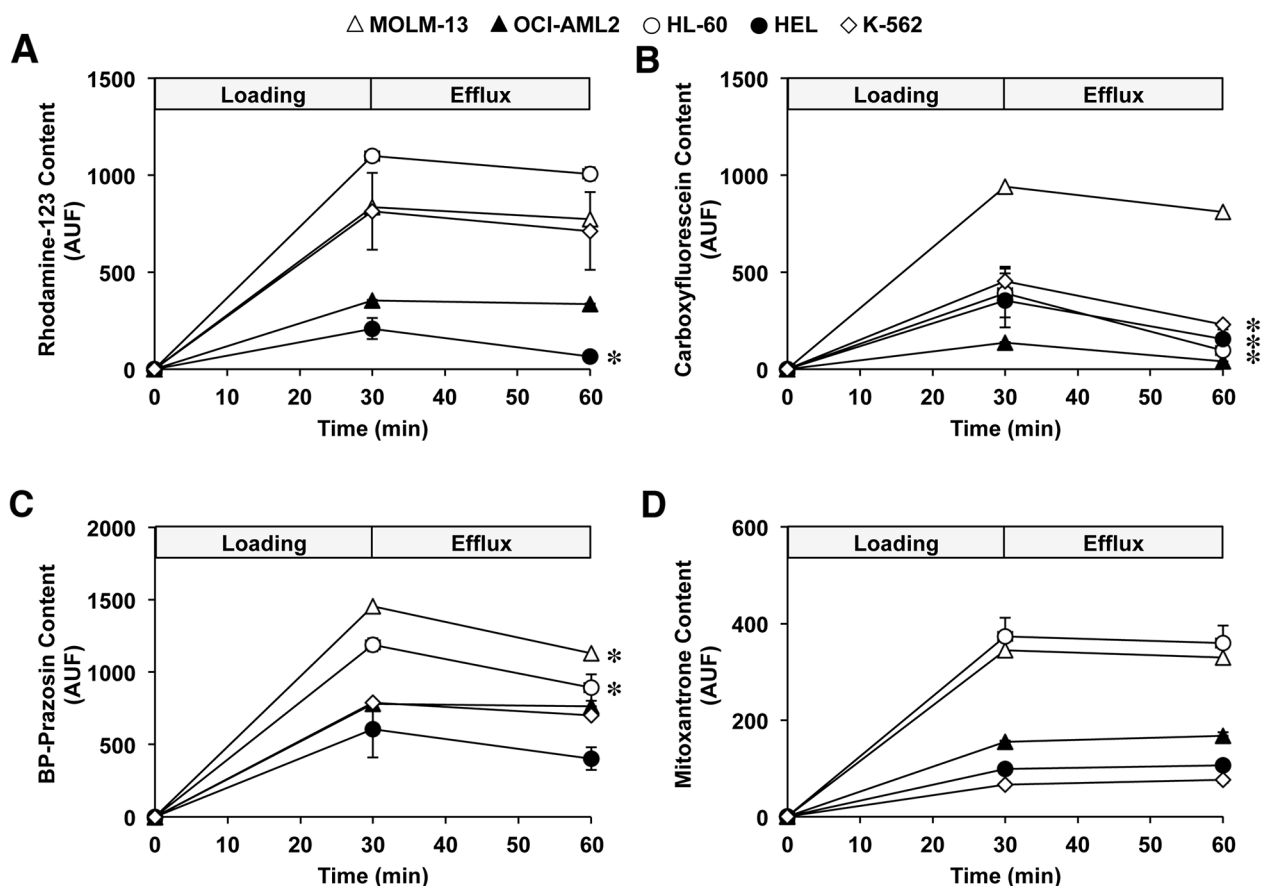 MOLM-13 OCI-AML2 HL-60 HEL K-562
A
Rhodamine-123 Content
(AUF)
1500
1000
500
0
Loading Efflux
*
0 10 20 30 40 50 60
Time (min)
B
Carboxyfluorescein Content
(AUF)
1500
1000
500
0
Loading Efflux
*
*
*
0 10 20 30 40 50 60
Time (min)
C
BP-Prazosin Content
(AUF)
2000
1500
1000
500
0
Loading Efflux
*
*
0 10 20 30 40 50 60
Time (min)
D
Mitoxantrone Content
(AUF)
600
400
200
0
Loading Efflux
0 10 20 30 40 50 60
Time (min)